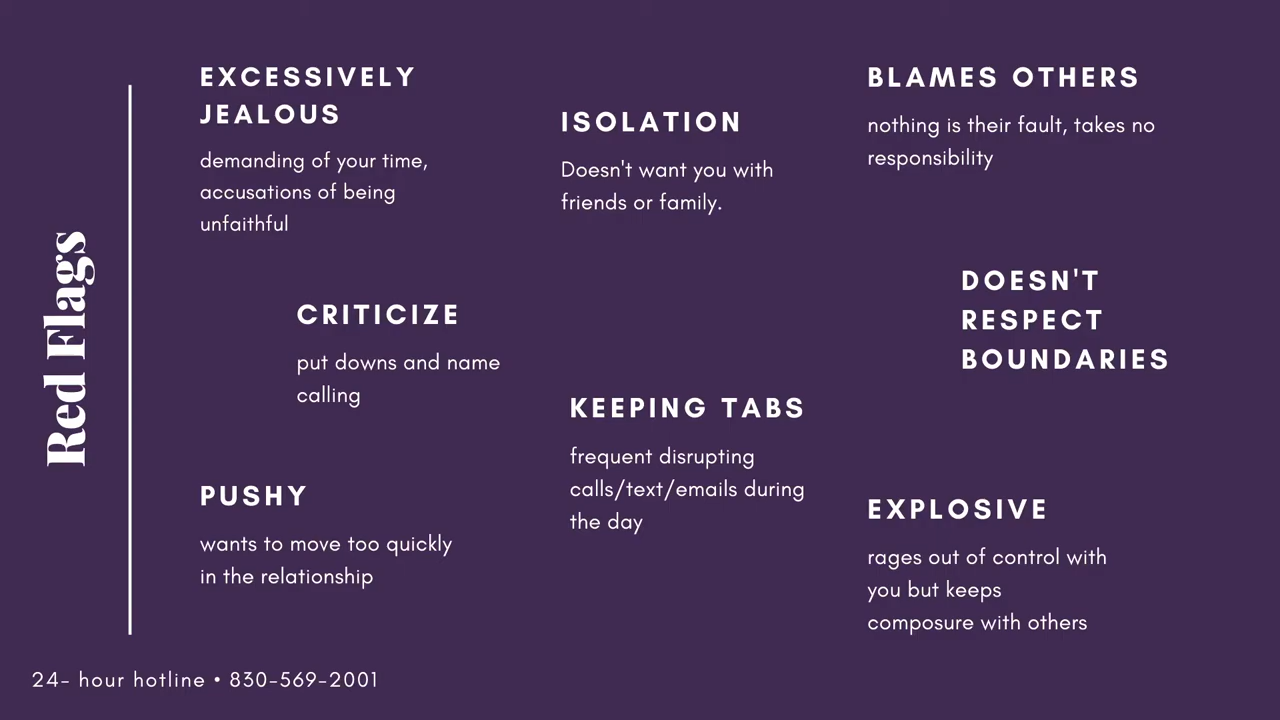 Red Flags
EXCESSIVELY
JEALOUS
demanding of your time,
accusations of being
unfaithful
CRITICIZE
put downs and name
calling
PUSHY
wants to move too quickly
in the relationship
ISOLATION
Doesn't want you with
friends or family.
KEEPING TABS
frequent disrupting
calls/text/emails during
the day
BLAMES OTHERS
nothing is their fault, takes no
responsibility
DOESN'T
RESPECT
BOUNDARIES
EXPLOSIVE
rages out of control with
you but keeps
composure with others
24- hour hotline • 830-569-2001